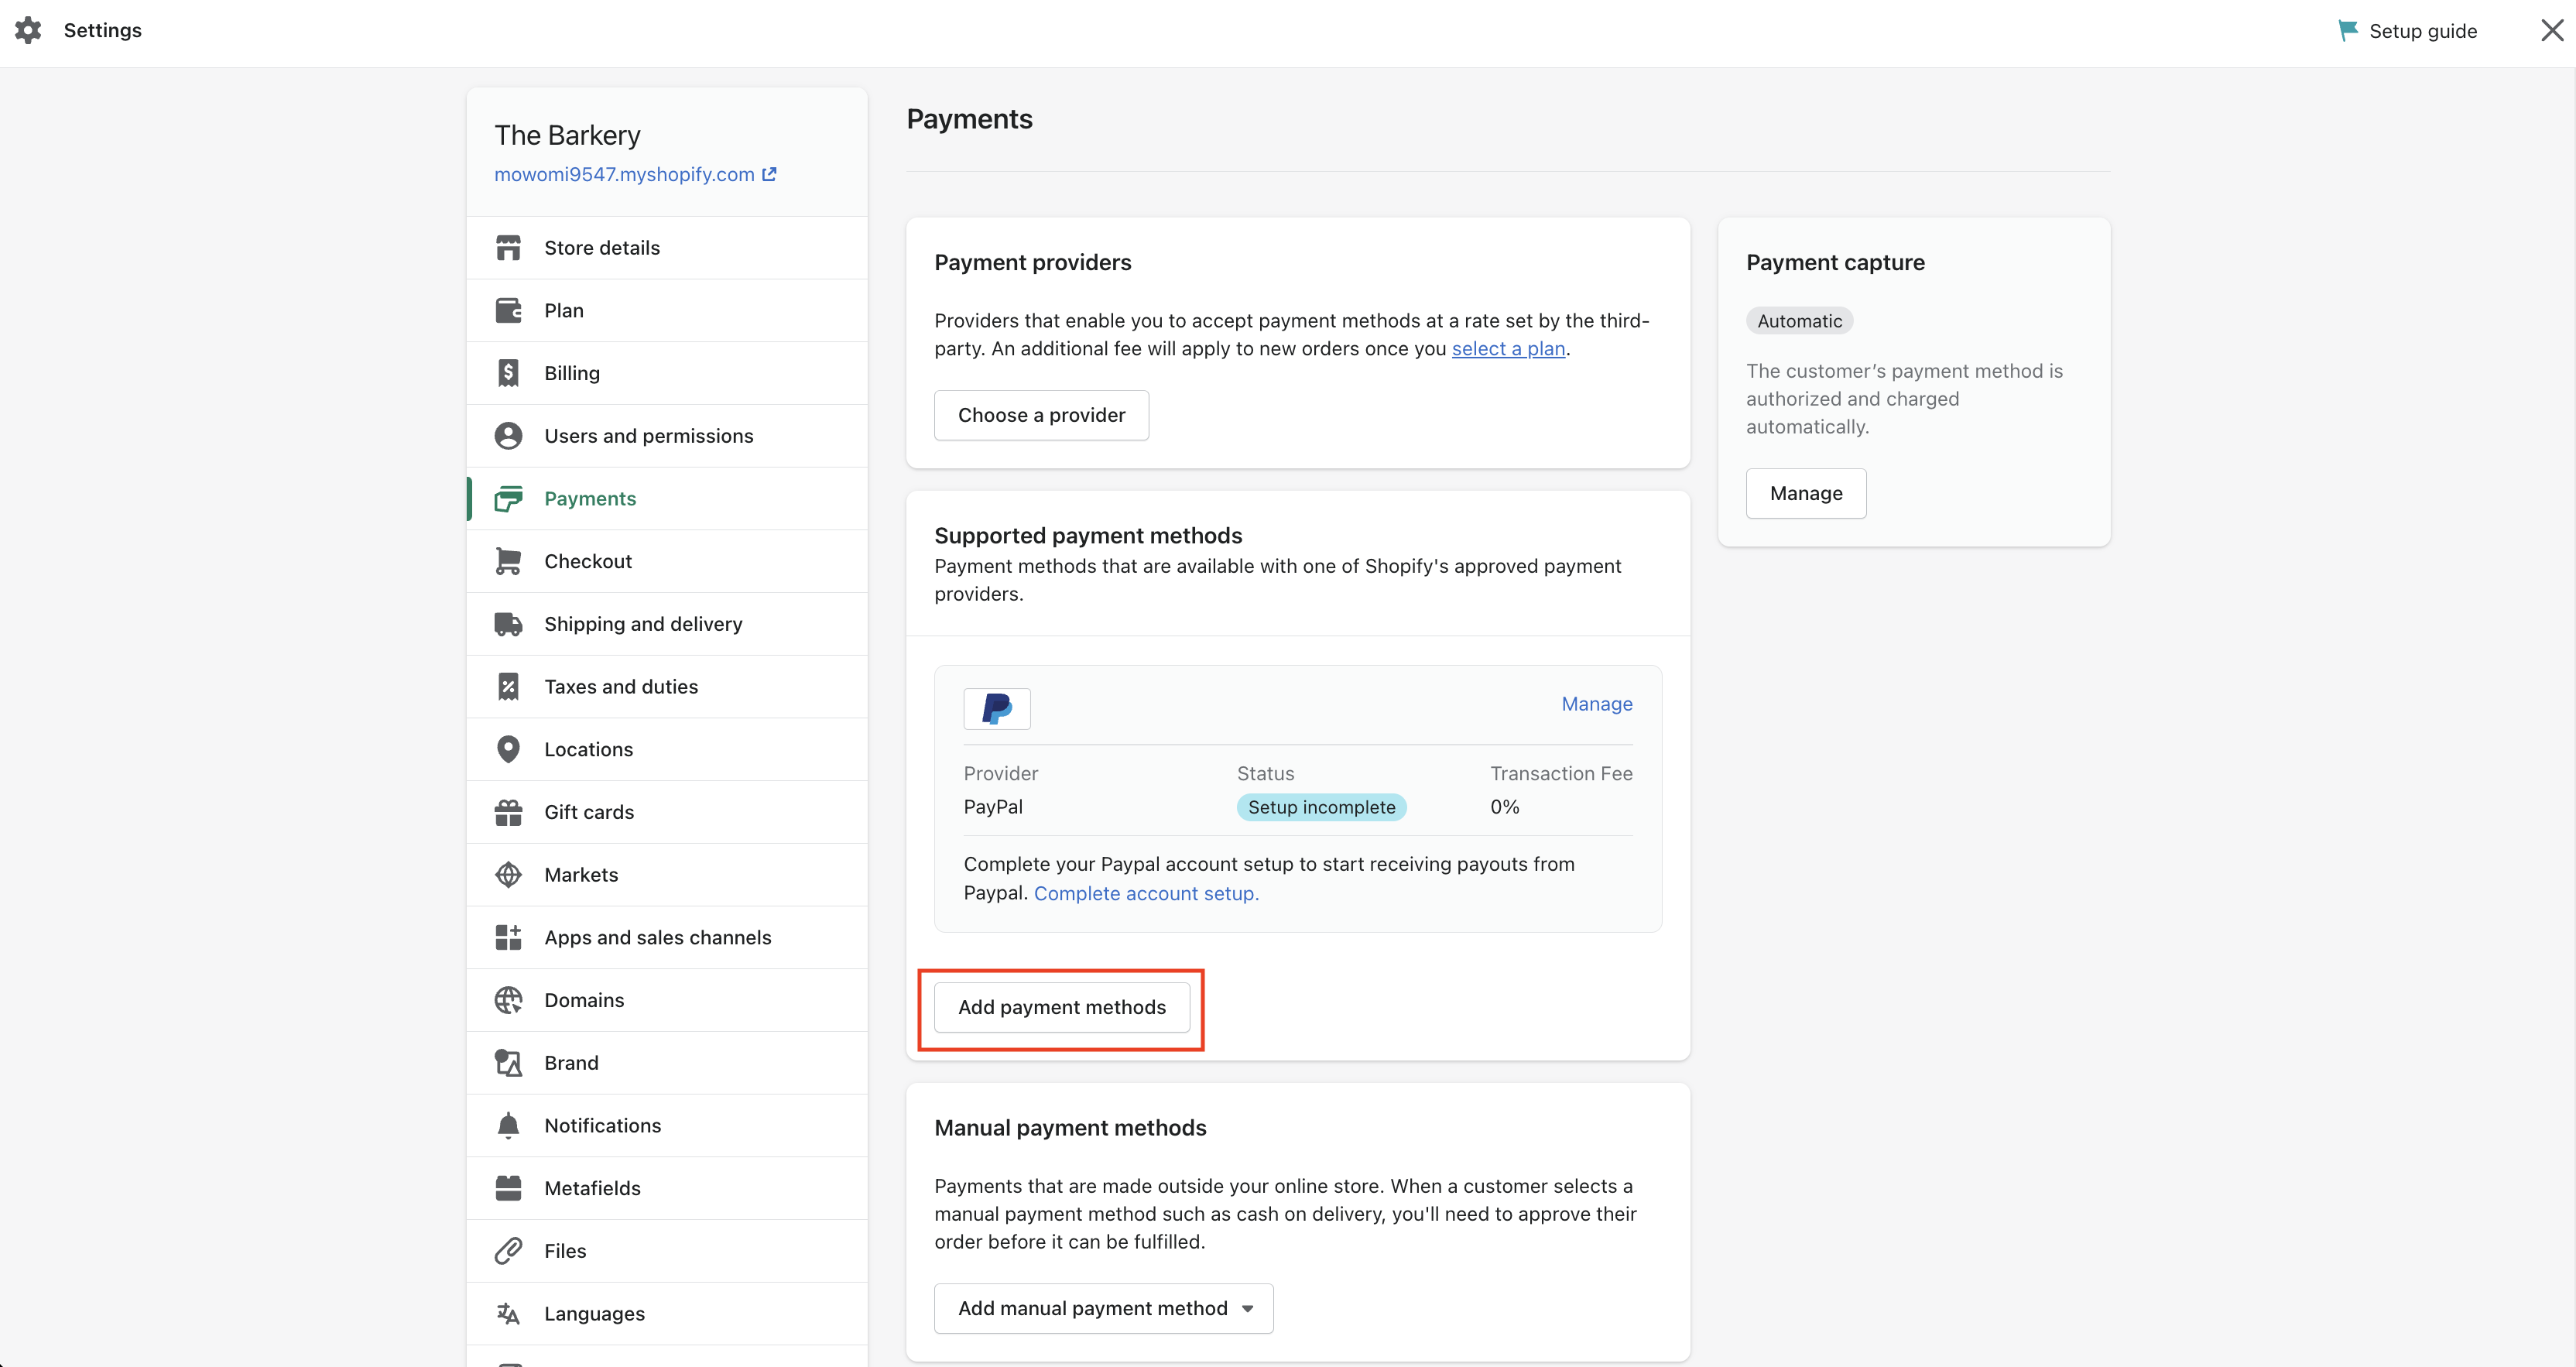 Settings
Setup guide
The Barkery
mowomi9547.myshopify.com
Store details
Plan
Billing
Users and permissions
Payments
Checkout
Shipping and delivery
Taxes and duties
Locations
Gift cards
Markets
Apps and sales channels
Domains
Brand
Notifications
Metafields
Files
Languages
Payments
Payment providers
Providers that enable you to accept payment methods at a rate set by the third-
party. An additional fee will apply to new orders once you select a plan.
Choose a provider
Supported payment methods
Payment methods that are available with one of Shopify's approved payment
providers.
Manage
Provider
Status
Transaction Fee
PayPal
Setup incomplete
0%
Complete your Paypal account setup to start receiving payouts from
Paypal. Complete account setup.
Add payment methods
Manual payment methods
Payments that are made outside your online store. When a customer selects a
manual payment method such as cash on delivery, you'll need to approve their
order before it can be fulfilled.
Add manual payment method
Payment capture
Automatic
The customer’s payment method is
authorized and charged
automatically.
Manage